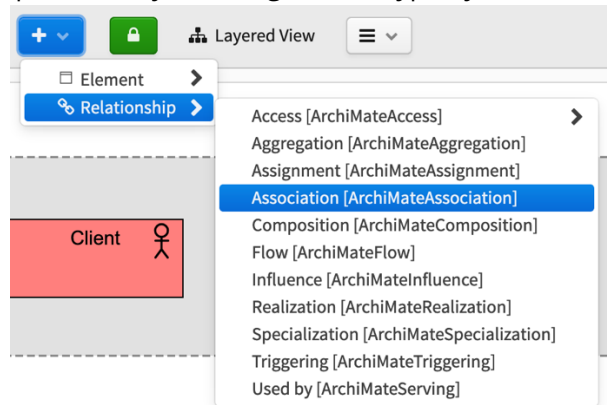 Layered View
Element
Relationship
Access [ArchiMateAccess]
Aggregation [ArchiMateAggregation]
Assignment [ArchiMateAssignment]
Association [ArchiMateAssociation]
Composition [ArchiMateComposition]
Flow [ArchiMateFlow]
Influence [ArchiMateInfluence]
Realization [ArchiMateRealization]
Specialization [ArchiMateSpecialization]
Triggering [ArchiMateTriggering]
Used by [ArchiMateServing]
Client